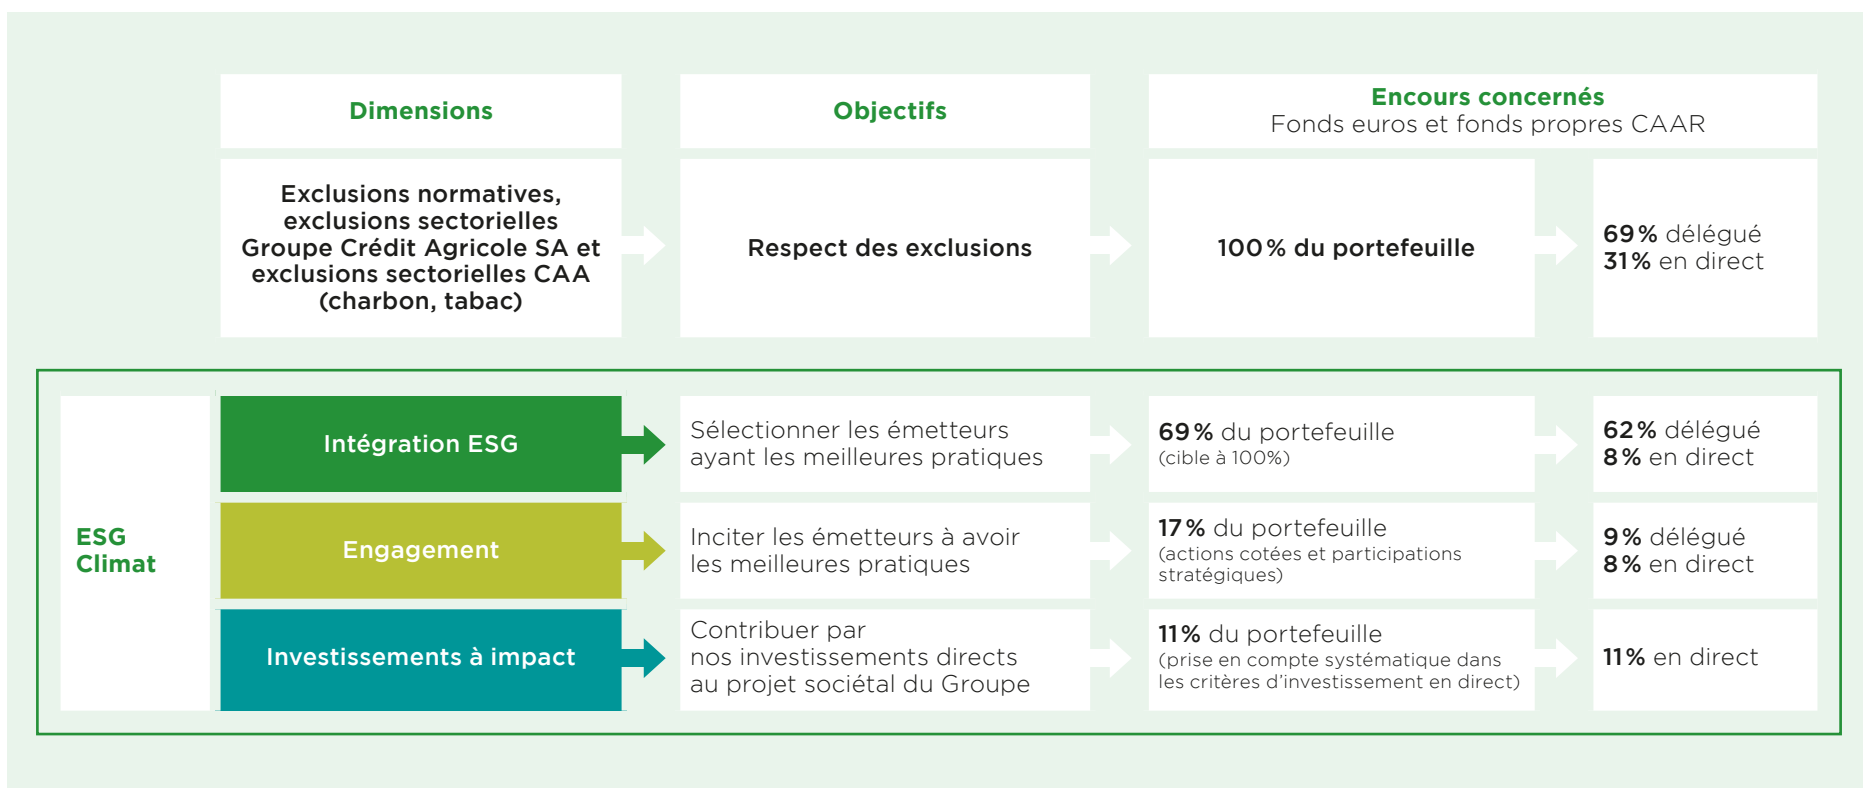 Dimensions
Objectifs
Encours concernés
Fonds euros et fonds propres CAAR
Exclusions normatives,
exclusions sectorielles
Groupe Crédit Agricole SA et
exclusions sectorielles CAA
(charbon, tabac)
Respect des exclusions
100 % du portefeuille
69 % délégué
31 % en direct
ESG
Climat
Intégration ESG
Sélectionner les émetteurs
ayant les meilleures pratiques
69 % du portefeuille
(cible à 100%)
62 % délégué
8 % en direct
Engagement
Inciter les émetteurs à avoir
les meilleures pratiques
17 % du portefeuille
(actions cotées et participations
stratégiques)
9 % délégué
8 % en direct
Investissements à impact
Contribuer par
nos investissements directs
au projet sociétal du Groupe
11 % du portefeuille
(prise en compte systématique dans
les critères d’investissement en direct)
11 % en direct